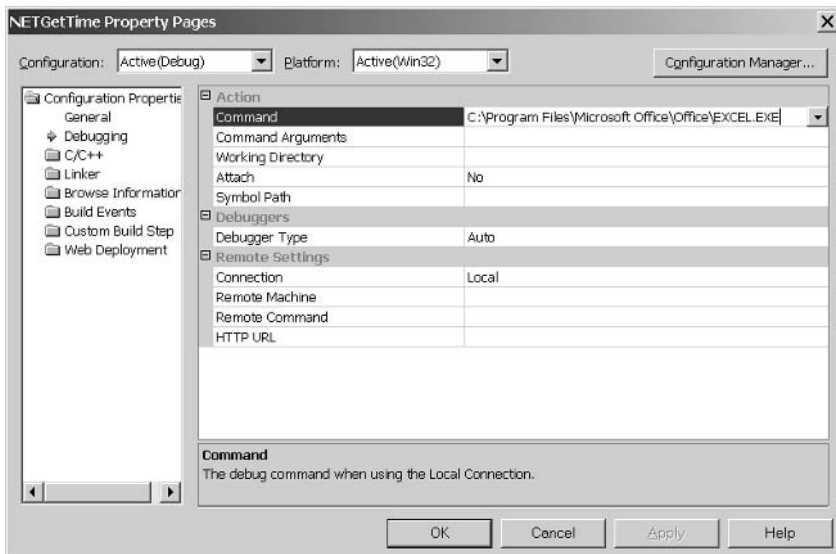 NETGetTime Property Pages
Configuration: Active(Debug) Platform: Active(Win32) Configuration Manager...
Configuration Propertie
General
Debugging
C/C++
Linker
Browse Information
Build Events
Custom Build Step
Web Deployment
Action
Command C:\Program Files\Microsoft Office\Office\EXCEL.EXE
Command Arguments
Working Directory
Attach No
Symbol Path
Debuggers
Debugger Type Auto
Remote Settings
Connection Local
Remote Machine
Remote Command
HTTP URL
Command
The debug command when using the Local Connection.
OK Cancel Apply Help